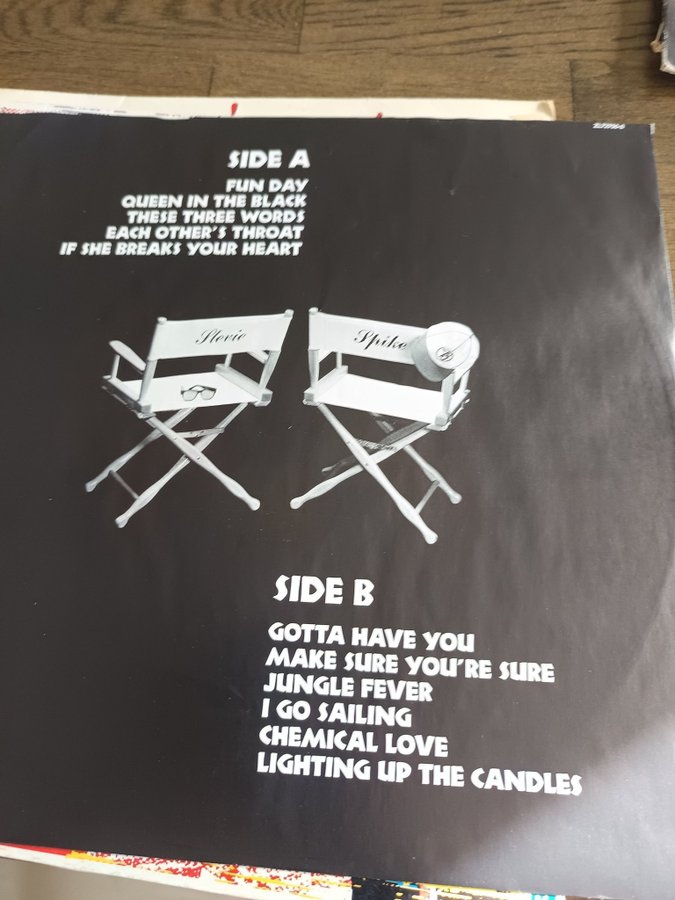 SIDE A
FUN DAY
QUEEN IN THE BLACK
THESE THREE WORDS
EACH OTHER'S THROAT
IF SHE BREAKS YOUR HEART
Stevie
Spike
SIDE B
GOTTA HAVE YOU
MAKE SURE YOU'RE SURE
JUNGLE FEVER
I GO SAILING
CHEMICAL LOVE
LIGHTING UP THE CANDLES